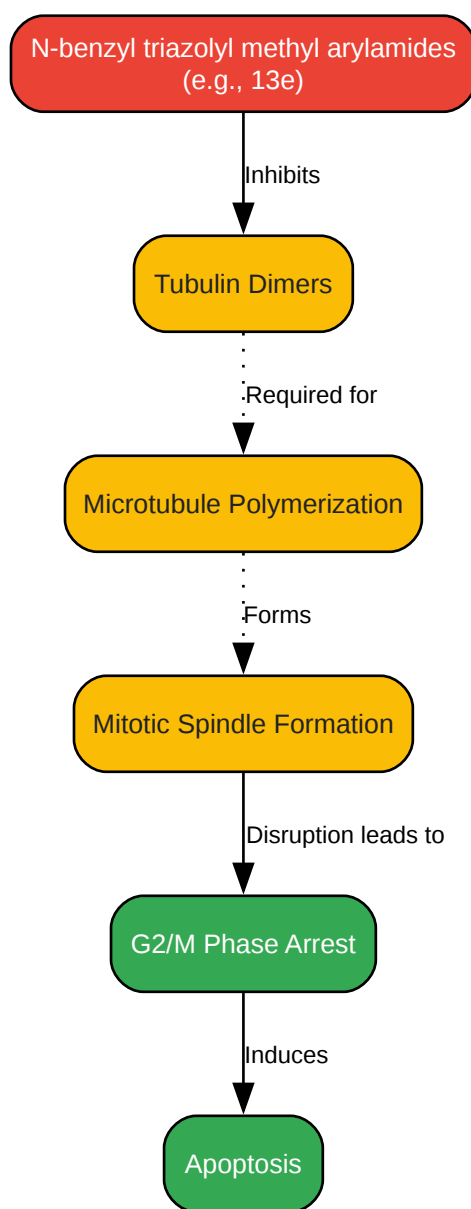 N-benzyl triazolyl methyl arylamides
(e.g., 13e)
Inhibits
Tubulin Dimers
Required for
Microtubule Polymerization
Forms
Mitotic Spindle Formation
Disruption leads to
G2/M Phase Arrest
Induces
Apoptosis